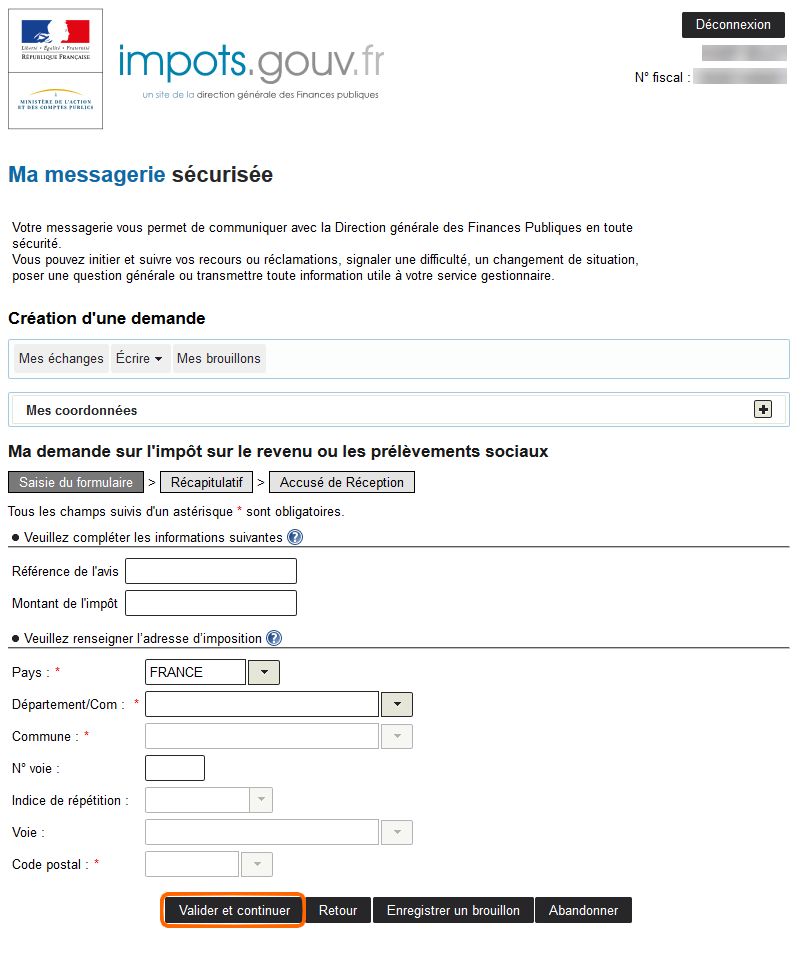 Liberté • Égalité • Fraternité
RÉPUBLIQUE FRANÇAISE
MINISTÈRE DE L'ACTION
ET DES COMPTES PUBLICS
impots.gouv.fr
un site de la direction générale des Finances publiques
Déconnexion
N° fiscal :
Ma messagerie sécurisée
Votre messagerie vous permet de communiquer avec la Direction générale des Finances Publiques en toute
sécurité.
Vous pouvez initier et suivre vos recours ou réclamations, signaler une difficulté, un changement de situation,
poser une question générale ou transmettre toute information utile à votre service gestionnaire.
Création d'une demande
Mes échanges Écrire Mes brouillons
Mes coordonnées
Ma demande sur l'impôt sur le revenu ou les prélèvements sociaux
Saisie du formulaire > Récapitulatif > Accusé de Réception
Tous les champs suivis d'un astérisque * sont obligatoires.
• Veuillez compléter les informations suivantes ?
Référence de l'avis
Montant de l'impôt
• Veuillez renseigner l'adresse d'imposition ?
Pays : * FRANCE
Département/Com : *
Commune : *
N° voie :
Indice de répétition :
Voie :
Code postal : *
Valider et continuer Retour Enregistrer un brouillon Abandonner